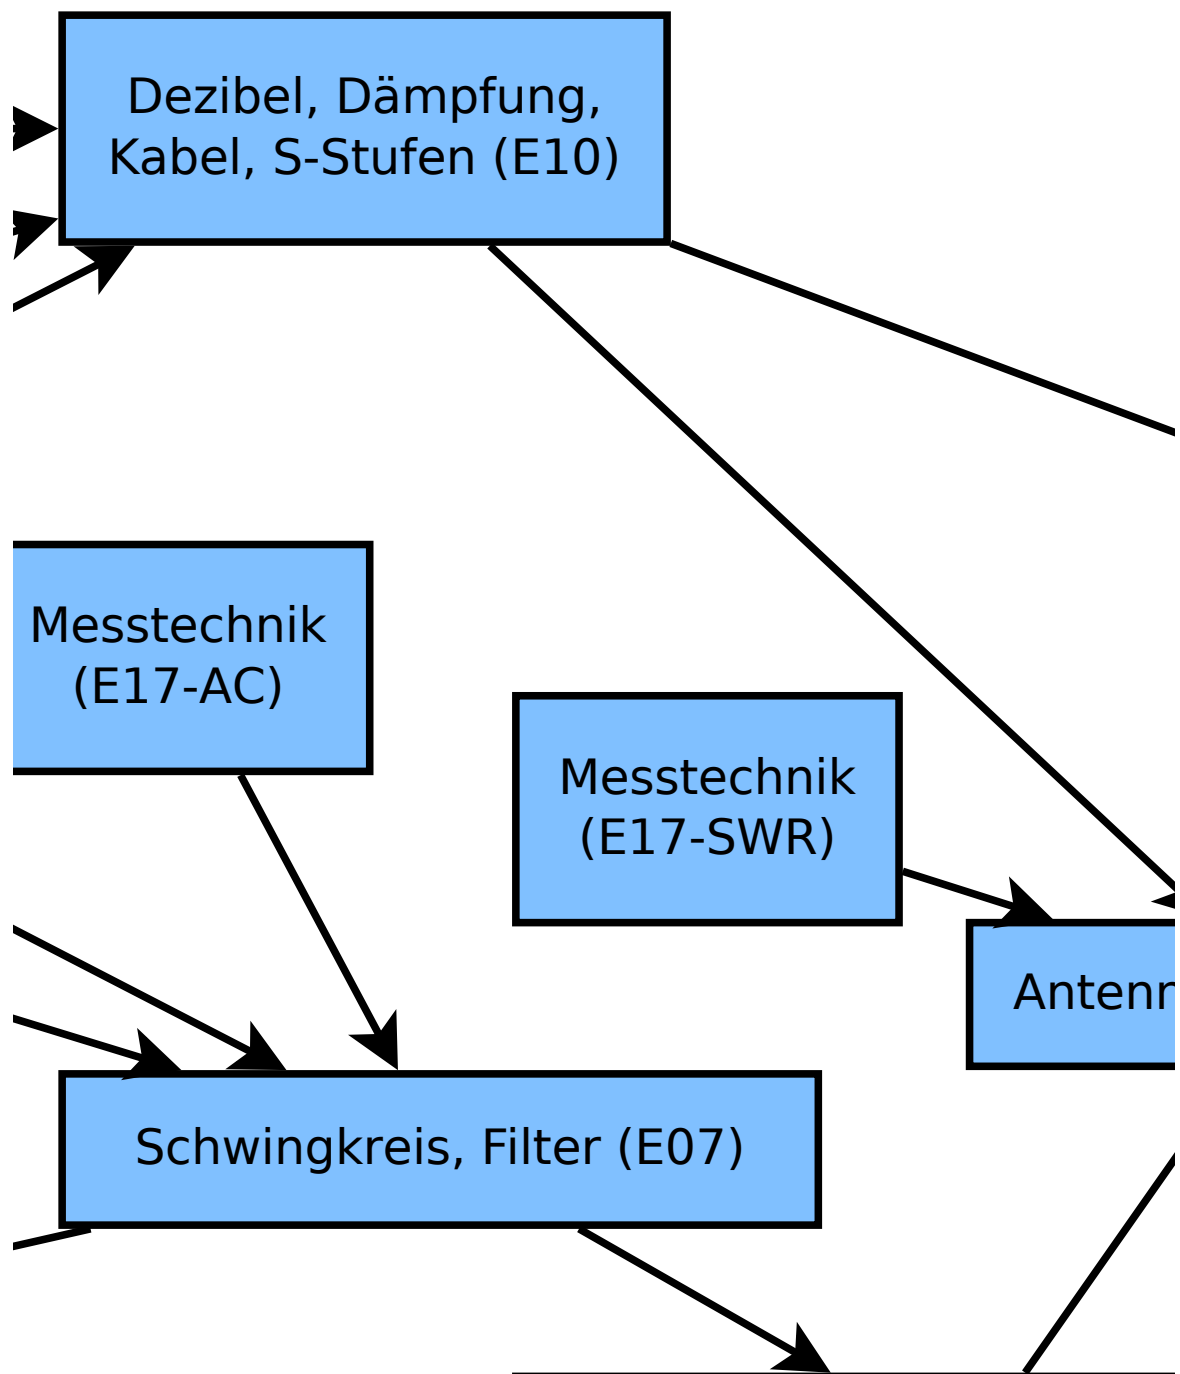 Dezibel, Dämpfung,
Kabel, S-Stufen (E10)
Messtechnik
(E17-AC)
Messtechnik
(E17-SWR)
Schwingkreis, Filter (E07)